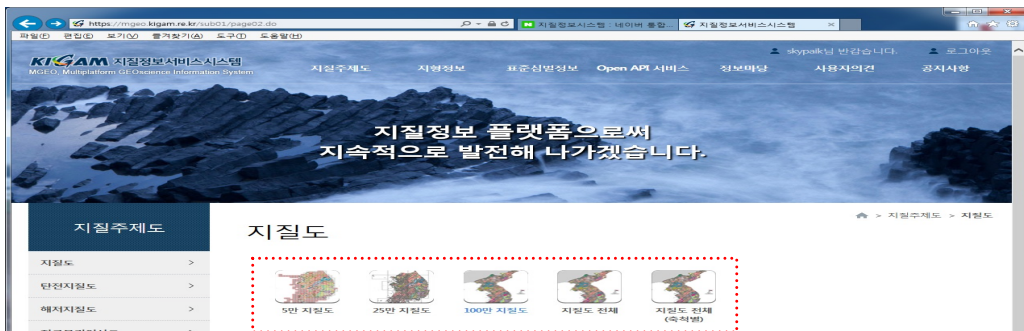 https://mgeo.kigam.re.kr/sub01/page02.do
지질정보시스템 : 네이버 통합...
지질정보서비스시스템
파일(F) 편집(E) 보기(V) 즐겨찾기(A) 도구(T) 도움말(H)
skypaik님 반갑습니다. 로그아웃
KIGAM 지질정보서비스시스템
MGEO, Multiplatform GEOscience Information System
지질주제도 지형정보 표준심벌정보 Open API 서비스 정보마당 사용자의견 공지사항
지질정보 플랫폼으로써
지속적으로 발전해 나가겠습니다.
> 지질주제도 > 지질도
지질주제도
지질도
지질도 >
탄전지질도 >
해저지질도 >
5만 지질도
25만 지질도
100만 지질도
지질도 전체
지질도 전체
(축척별)